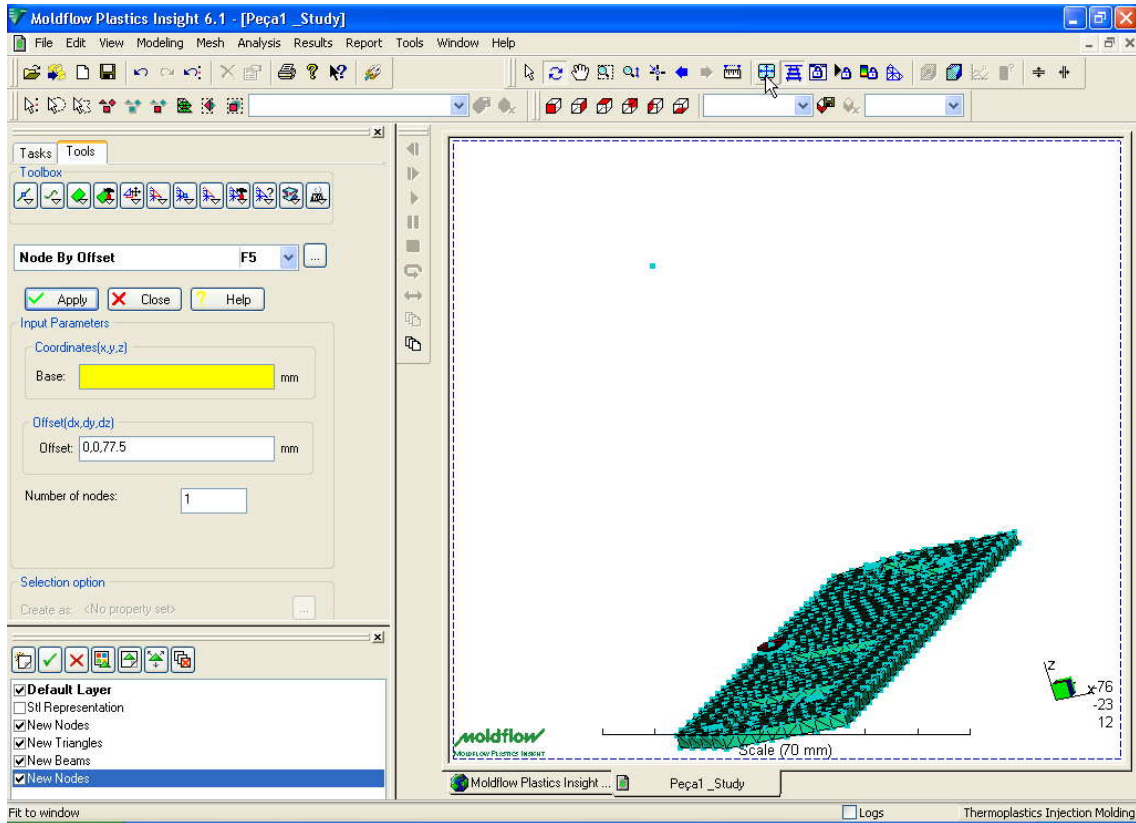 Moldflow Plastics Insight 6.1 - [Peça1 _Study]
File Edit View Modeling Mesh Analysis Results Report Tools Window Help
Tasks Tools
Toolbox
Node By Offset F5
...
Apply Close Help
Input Parameters
Coordinates(x,y,z)
Base: mm
Offset(dx,dy,dz)
Offset: 0,0,77.5 mm
Number of nodes: 1
Selection option
Create as: <No property set> ...
Default Layer
Stl Representation
New Nodes
New Triangles
New Beams
New Nodes
Z
x -76
-23
12
moldflow
MOLDFLOW PLASTICS INSIGHT
Scale (70 mm)
Moldflow Plastics Insight ... Peça1 _Study
Fit to window Logs Thermoplastics Injection Molding